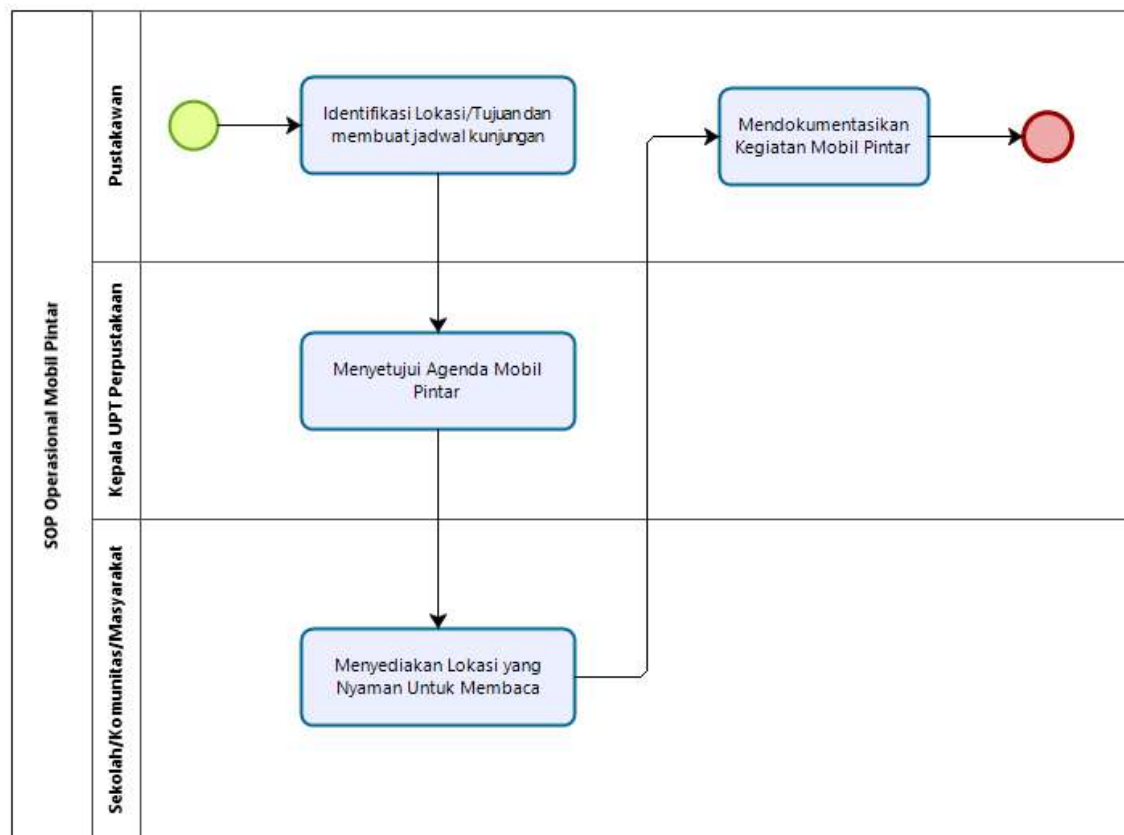 SOP Operasional Mobil Pintar
Pustakawan
Identifikasi Lokasi/Tujuan dan
membuat jadwal kunjungan
Mendokumentasikan
Kegiatan Mobil Pintar
Kepala UPT Perpustakaan
Menyetujui Agenda Mobil
Pintar
Sekolah/Komunitas/Masyarakat
Menyediakan Lokasi yang
Nyaman Untuk Membaca